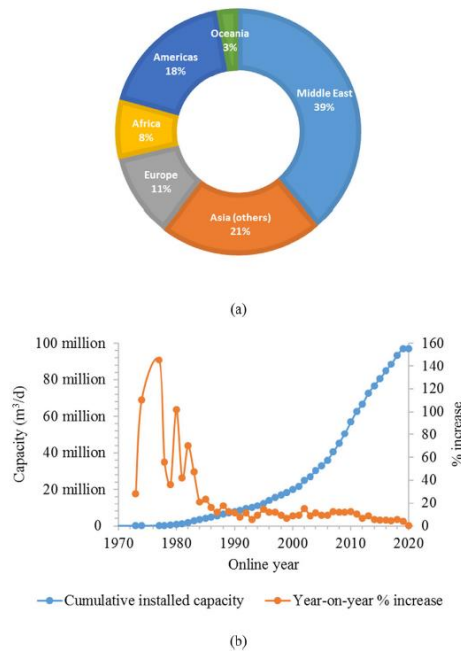 Oceania
3%
Americas
18%
Middle East
39%
Africa
8%
Europe
11%
Asia (others)
21%
(a)
100 million
80 million
60 million
40 million
20 million
0
Capacity (m³/d)
160
140
120
100
80
60
40
20
0
% increase
1970 1980 1990 2000 2010 2020
Online year
Cumulative installed capacity Year-on-year % increase
(b)